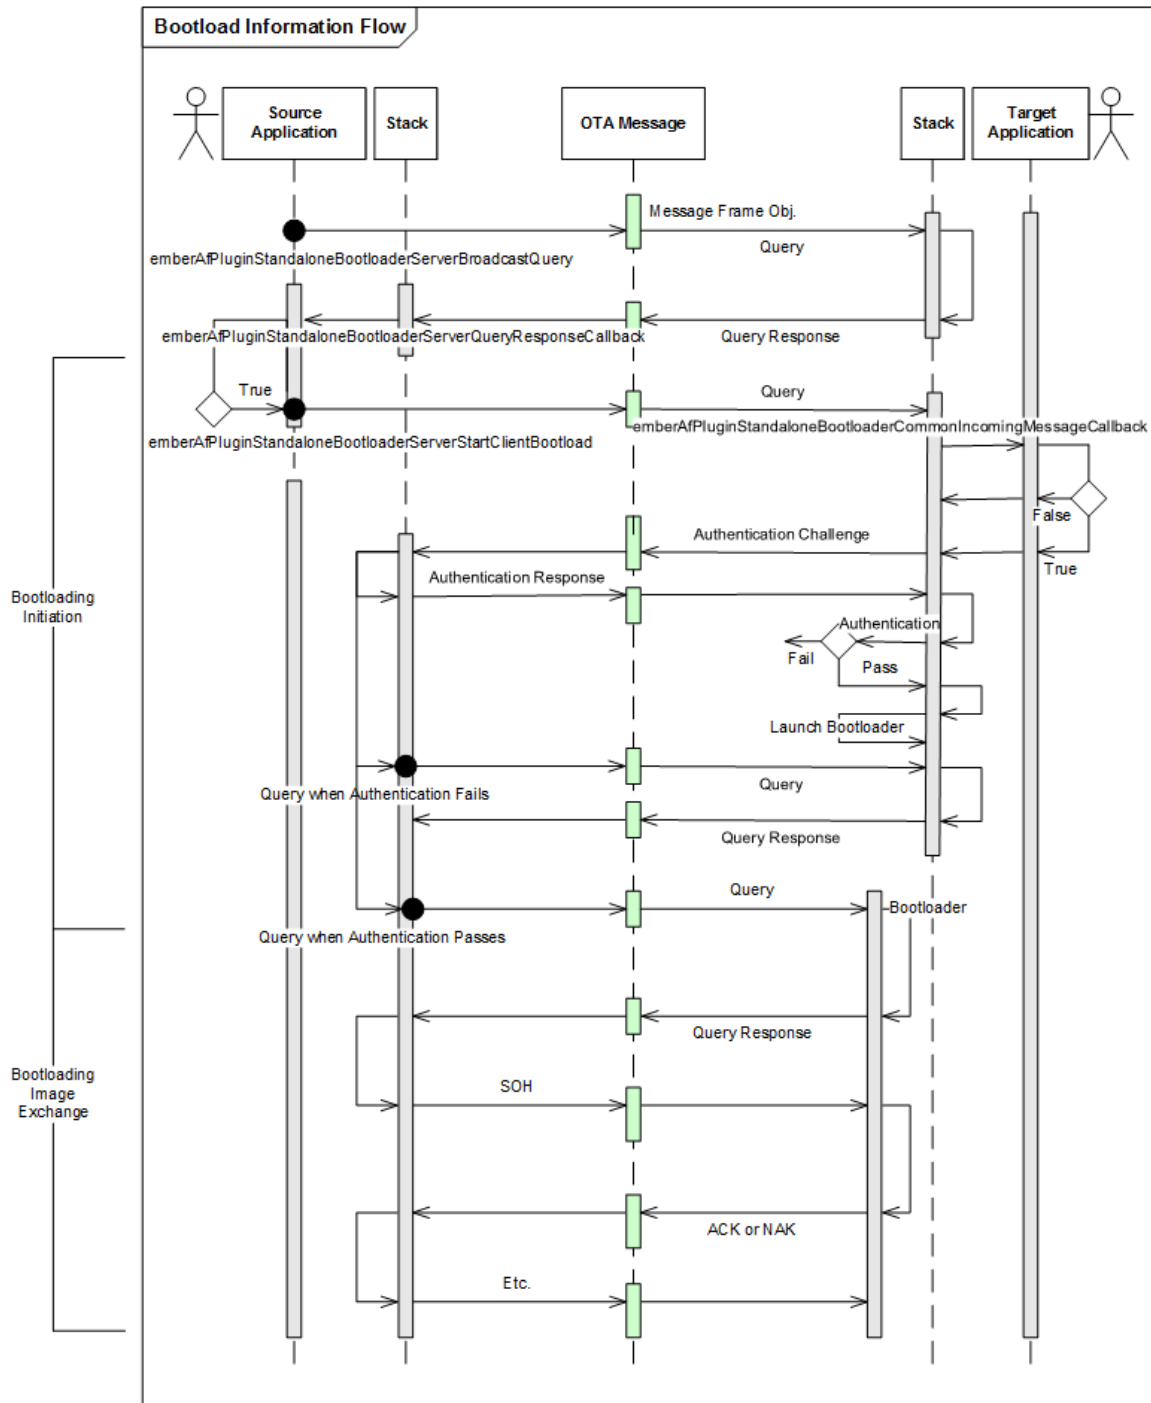 Bootload Information Flow
Source
Application
Stack
OTA Message
Stack
Target
Application
Message Frame Obj.
Query
emberAfPluginStandaloneBootloaderServerBroadcastQuery
emberAfPluginStandaloneBootloaderServerQueryResponseCallback
Query Response
True
Query
emberAfPluginStandaloneBootloaderCommonIncomingMessageCallback
emberAfPluginStandaloneBootloaderServerStartClientBootload
False
Authentication Challenge
True
Authentication Response
Bootloading
Initiation
Authentication
Fail
Pass
Launch Bootloader
Query
Query when Authentication Fails
Query Response
Query
Bootloader
Query when Authentication Passes
Query Response
Bootloading
Image
Exchange
SOH
ACK or NAK
Etc.